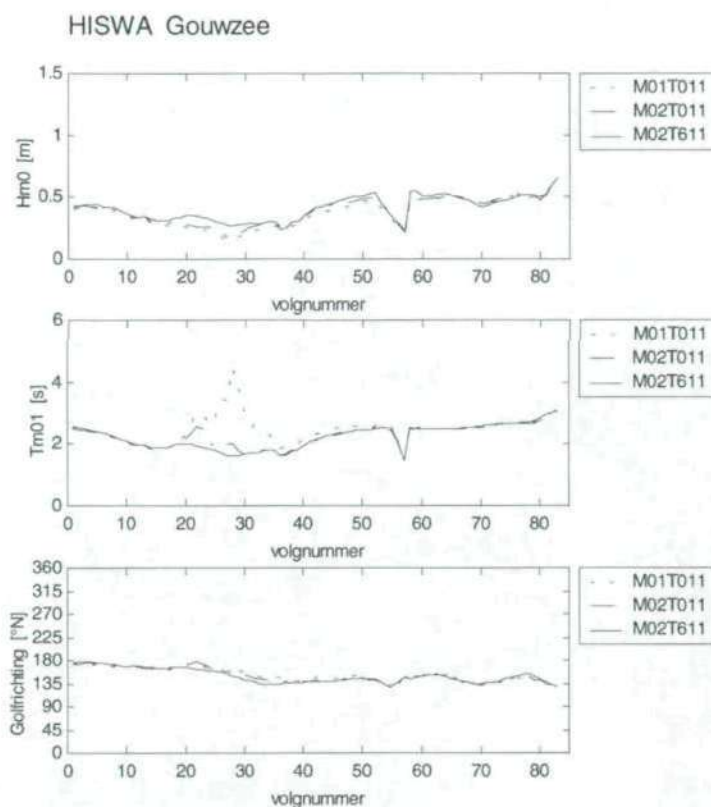 HISWA Gouwzee
1.5
1
0.5
0
Hm0 [m]
0 10 20 30 40 50 60 70 80
volgnummer
M01T011
M02T011
M02T611
6
4
2
0
Tm01 [s]
0 10 20 30 40 50 60 70 80
volgnummer
M01T011
M02T011
M02T611
360
315
270
225
180
135
90
45
0
Golfrichting [°N]
0 10 20 30 40 50 60 70 80
volgnummer
M01T011
M02T011
M02T611